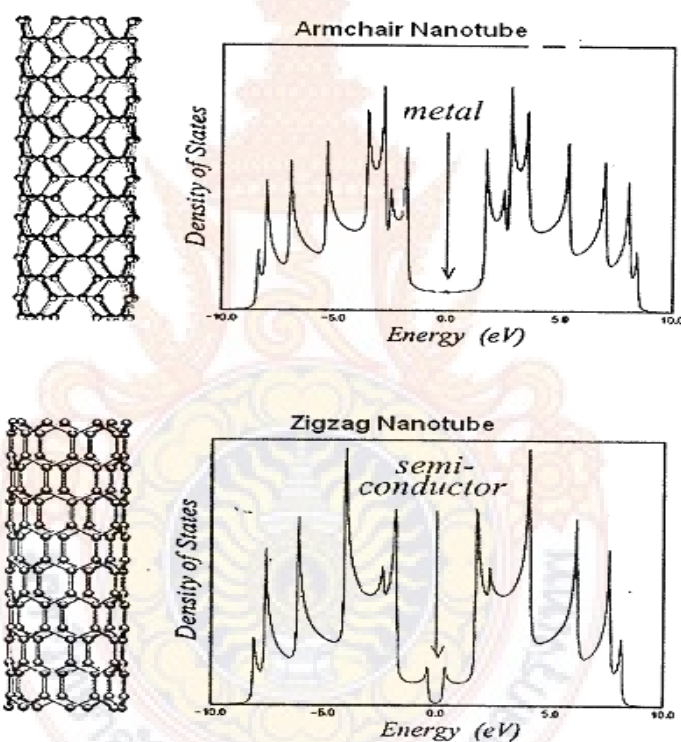 Armchair Nanotube
metal
Density of States
-10.0 -5.0 0.0 5.0 10.0
Energy (eV)
Zigzag Nanotube
semi-
conductor
Density of States
-10.0 -5.0 0.0 5.0 10.0
Energy (eV)